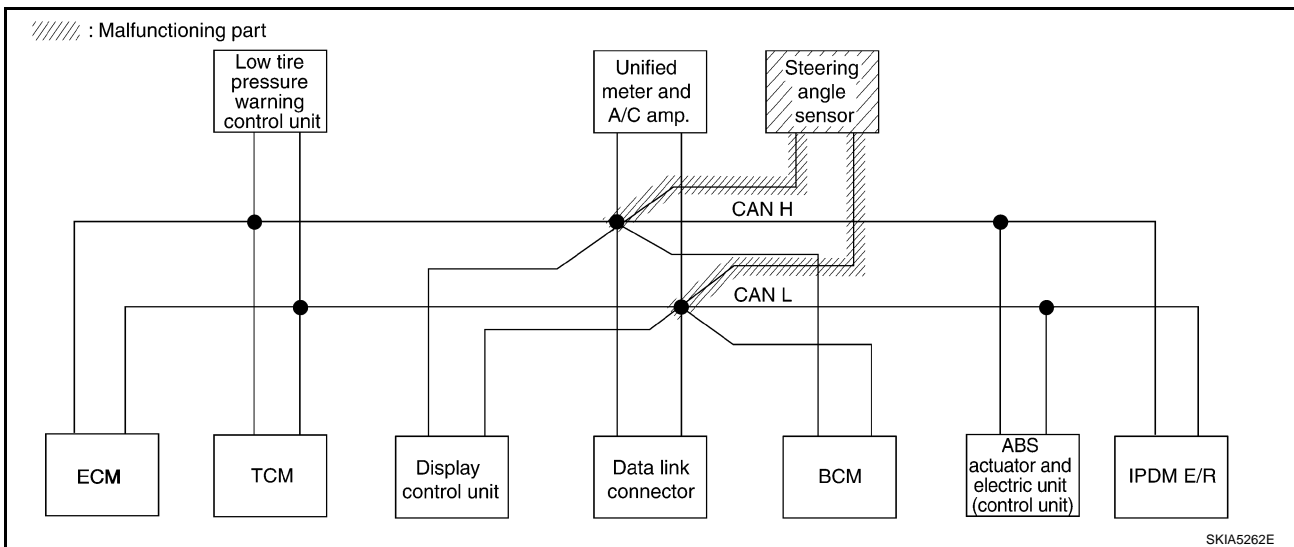 : Malfunctioning part
Low tire
pressure
warning
control unit
Unified
meter and
A/C amp.
Steering
angle
sensor
CAN H
CAN L
ECM
TCM
Display
control unit
Data link
connector
BCM
ABS
actuator and
electric unit
(control unit)
IPDM E/R
SKIA5262E